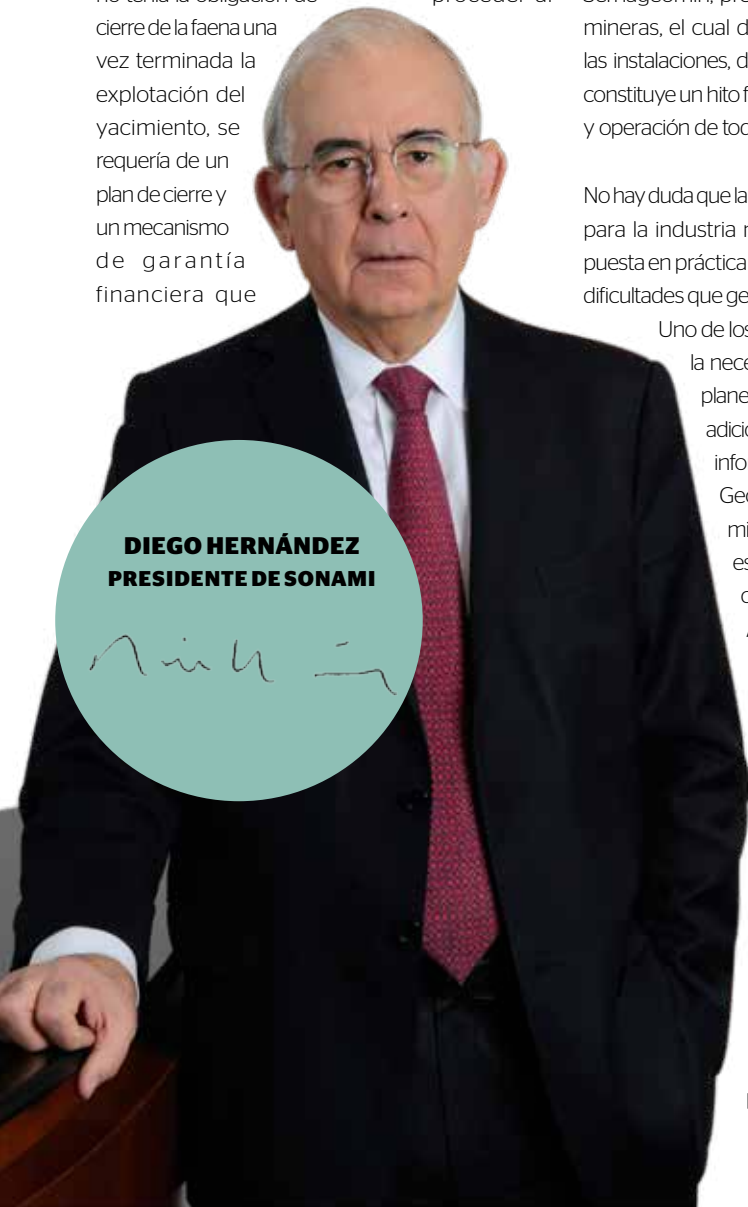 cierre de la faena una
vez terminada la
explotación del
yacimiento, se
requería de un
plan de cierre y
un mecanismo
de garantía
financiera que
mineras, el cual d
las instalaciones, d
constituye un hito f
y operación de tod
No hay duda que la
para la industria
puesta en práctica
dificultades que ge
Uno de los
la nece
plane
adicio
info
Geo
mi
es
DIEGO HERNÁNDEZ
PRESIDENTE DE SONAMI